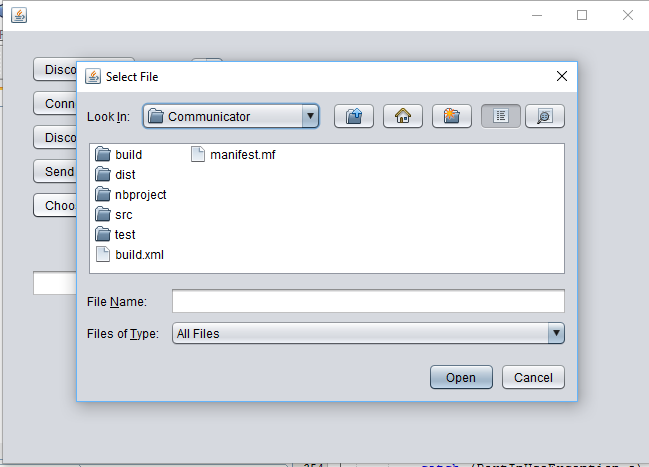 Select File
Disco
Look In: Communicator
Conn
build manifest.mf
Disco
dist
Send
nbproject
Choo
src
test
build.xml
File Name:
Files of Type: All Files
Open Cancel